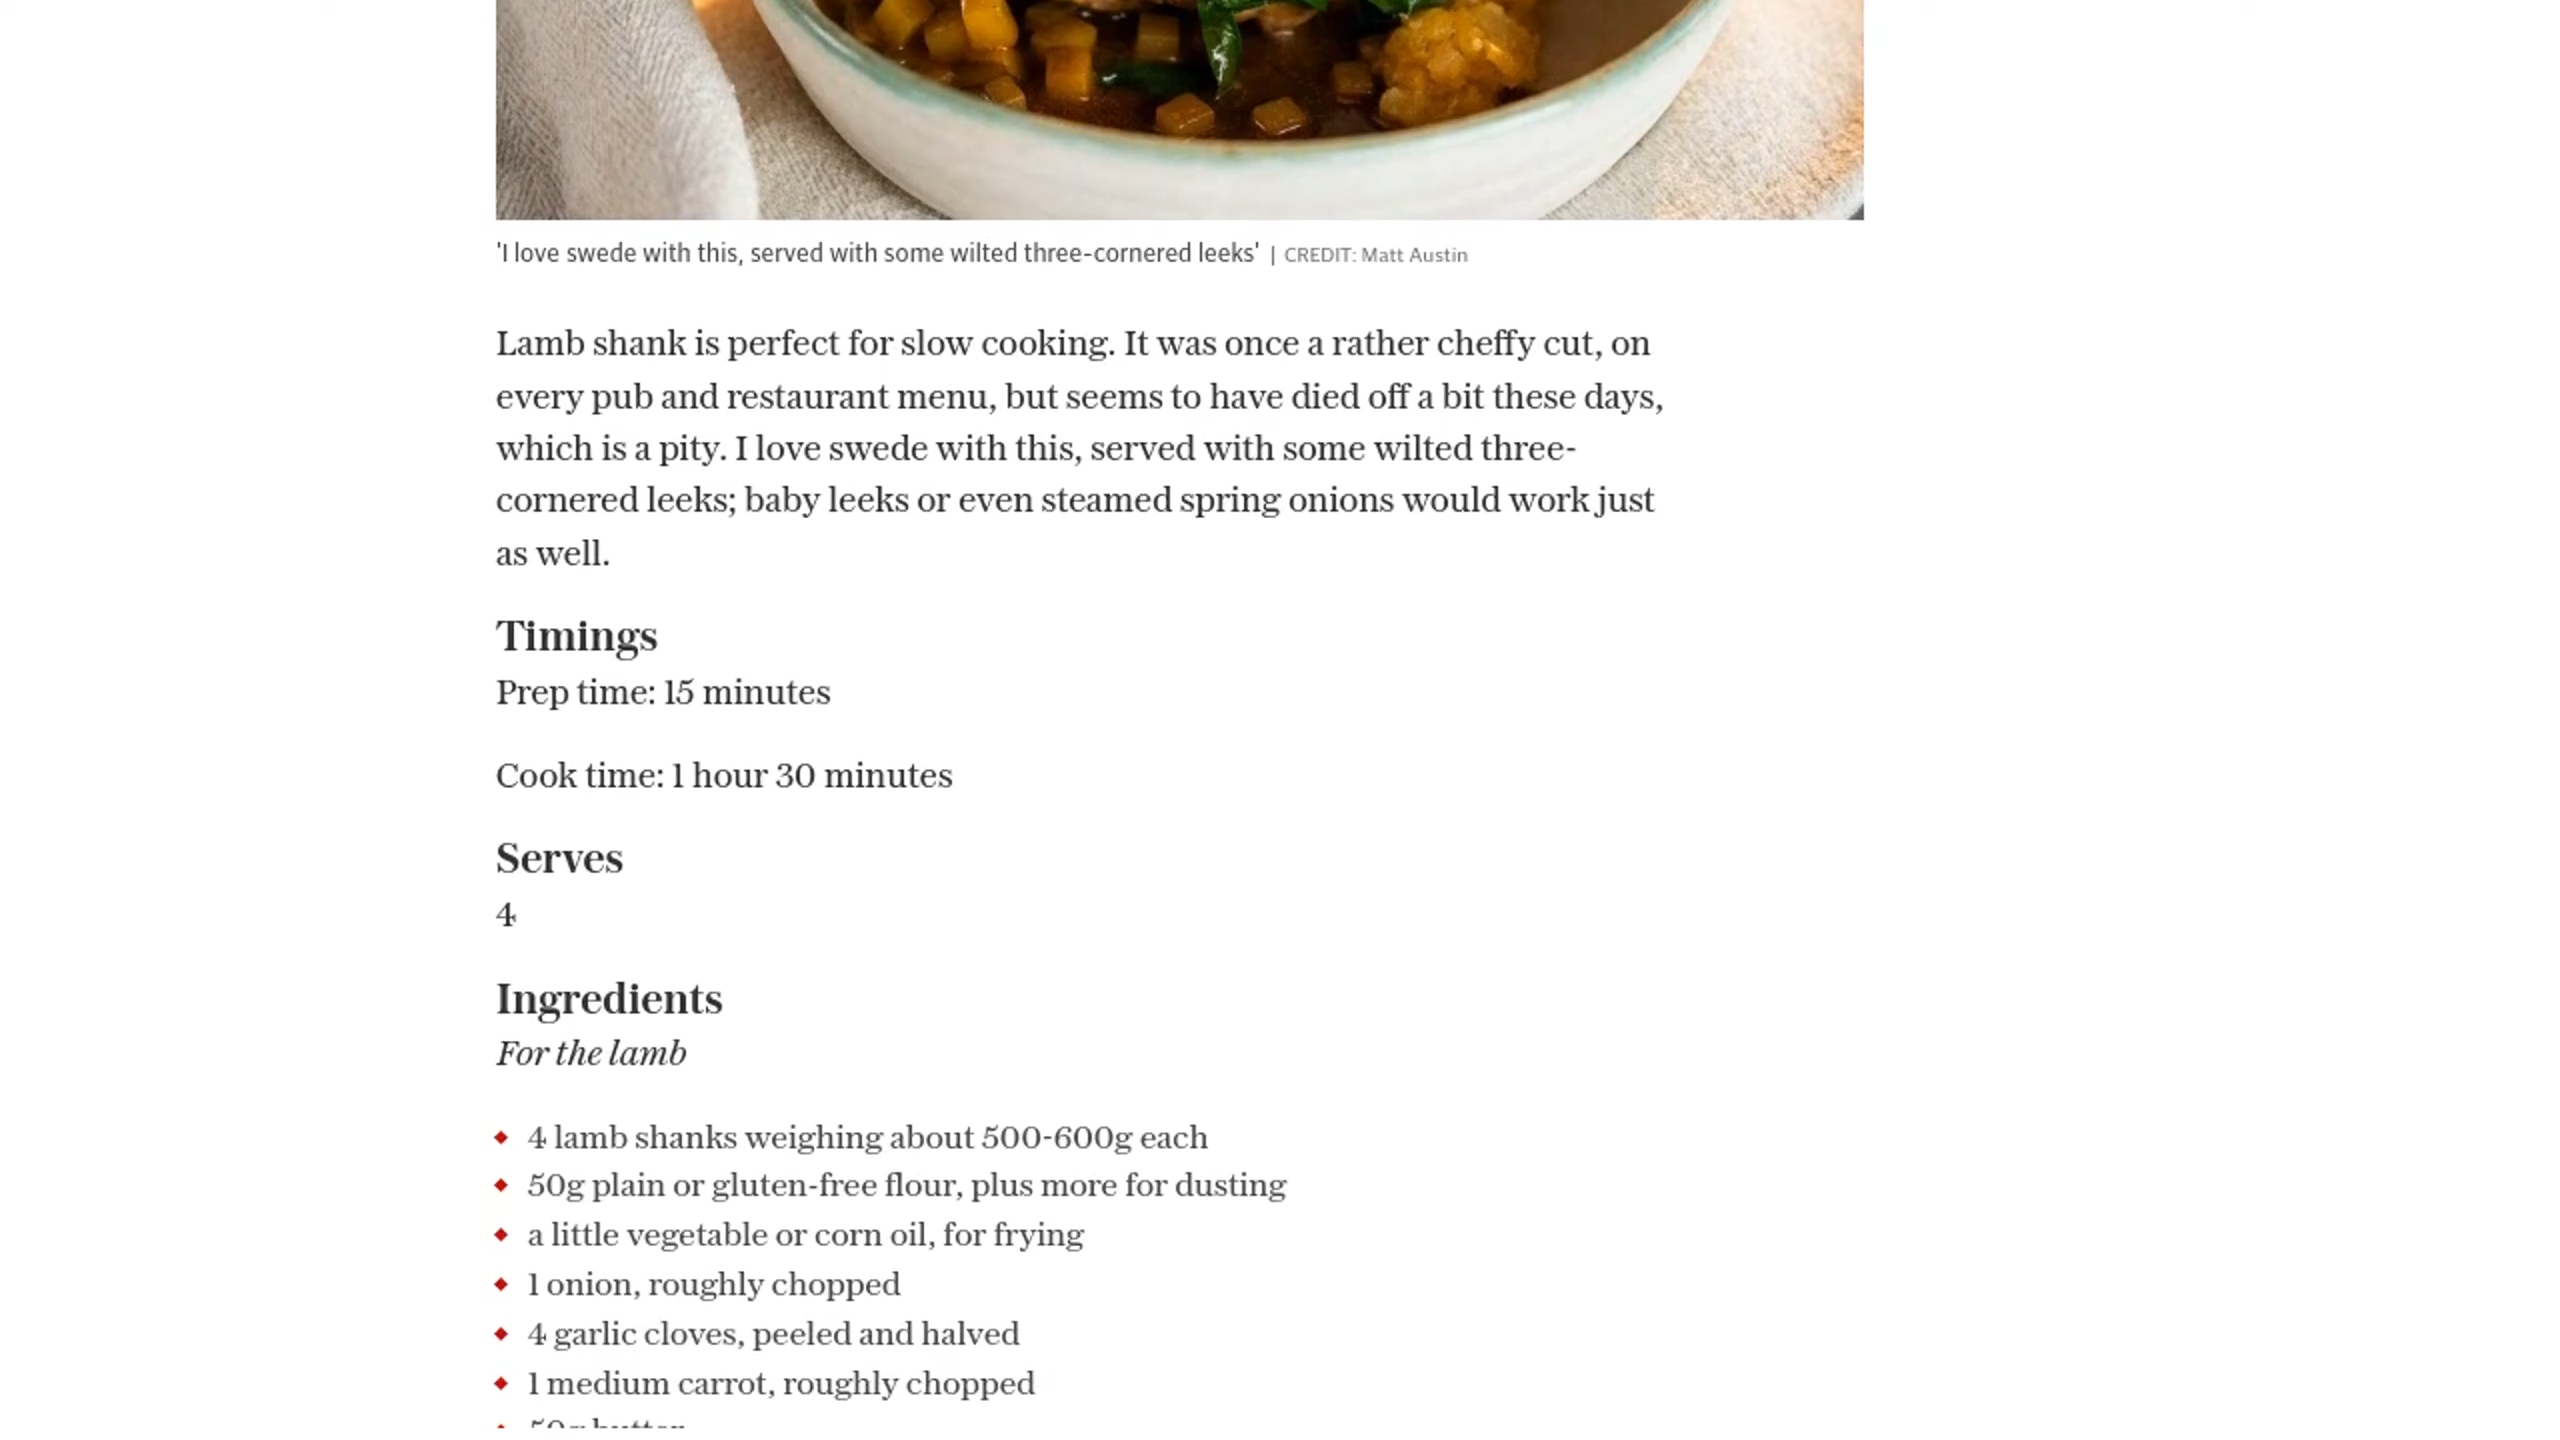 'I love swede with this, served with some wilted three-cornered leeks' | CREDIT: Matt Austin
Lamb shank is perfect for slow cooking. It was once a rather cheffy cut, on
every pub and restaurant menu, but seems to have died off a bit these days,
which is a pity. I love swede with this, served with some wilted three-
cornered leeks; baby leeks or even steamed spring onions would work just
as well.
Timings
Prep time: 15 minutes
Cook time: 1 hour 30 minutes
Serves
4
Ingredients
For the lamb
4 lamb shanks weighing about 500-600g each
50g plain or gluten-free flour, plus more for dusting
a little vegetable or corn oil, for frying
1 onion, roughly chopped
4 garlic cloves, peeled and halved
1 medium carrot, roughly chopped
50g butter